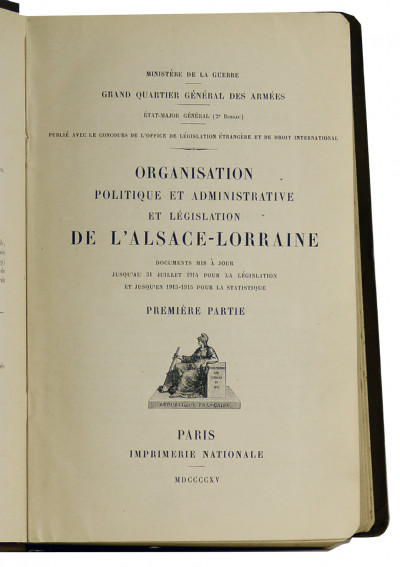 MINISTÈRE DE LA GUERRE
GRAND QUARTIER GÉNÉRAL DES ARMÉES
ÉTAT-MAJOR GÉNÉRAL (2e BUREAU)
PUBLIÉ AVEC LE CONCOURS DE L'OFFICE DE LÉGISLATION ÉTRANGÈRE ET DE DROIT INTERNATIONAL
ORGANISATION
POLITIQUE ET ADMINISTRATIVE
ET LÉGISLATION
DE L'ALSACE-LORRAINE
DOCUMENTS MIS À JOUR
JUSQU'AU 31 JUILLET 1914 POUR LA LÉGISLATION
ET JUSQU'EN 1913-1915 POUR LA STATISTIQUE
PREMIÈRE PARTIE
RÉPUBLIQUE FRANÇAISE
PARIS
IMPRIMERIE NATIONALE
MDCCCCXV